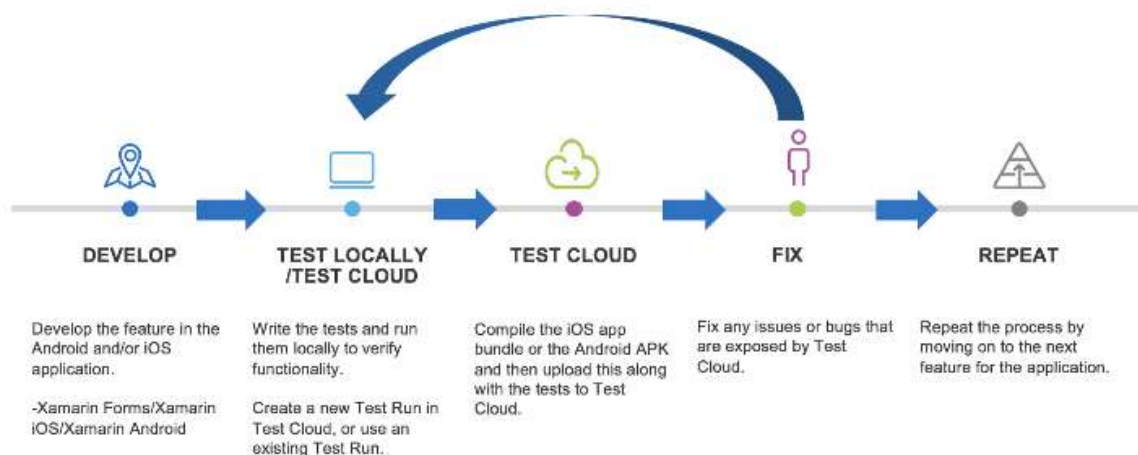 DEVELOP
Develop the feature in the
Android and/or iOS
application.
-Xamarin Forms/Xamarin
iOS/Xamarin Android
TEST LOCALLY
/TEST CLOUD
Write the tests and run
them locally to verify
functionality.
Create a new Test Run in
Test Cloud, or use an
existing Test Run.
TEST CLOUD
Compile the iOS app
bundle or the Android APK
and then upload this along
with the tests to Test
Cloud.
FIX
Fix any issues or bugs that
are exposed by Test
Cloud.
REPEAT
Repeat the process by
moving on to the next
feature for the application.